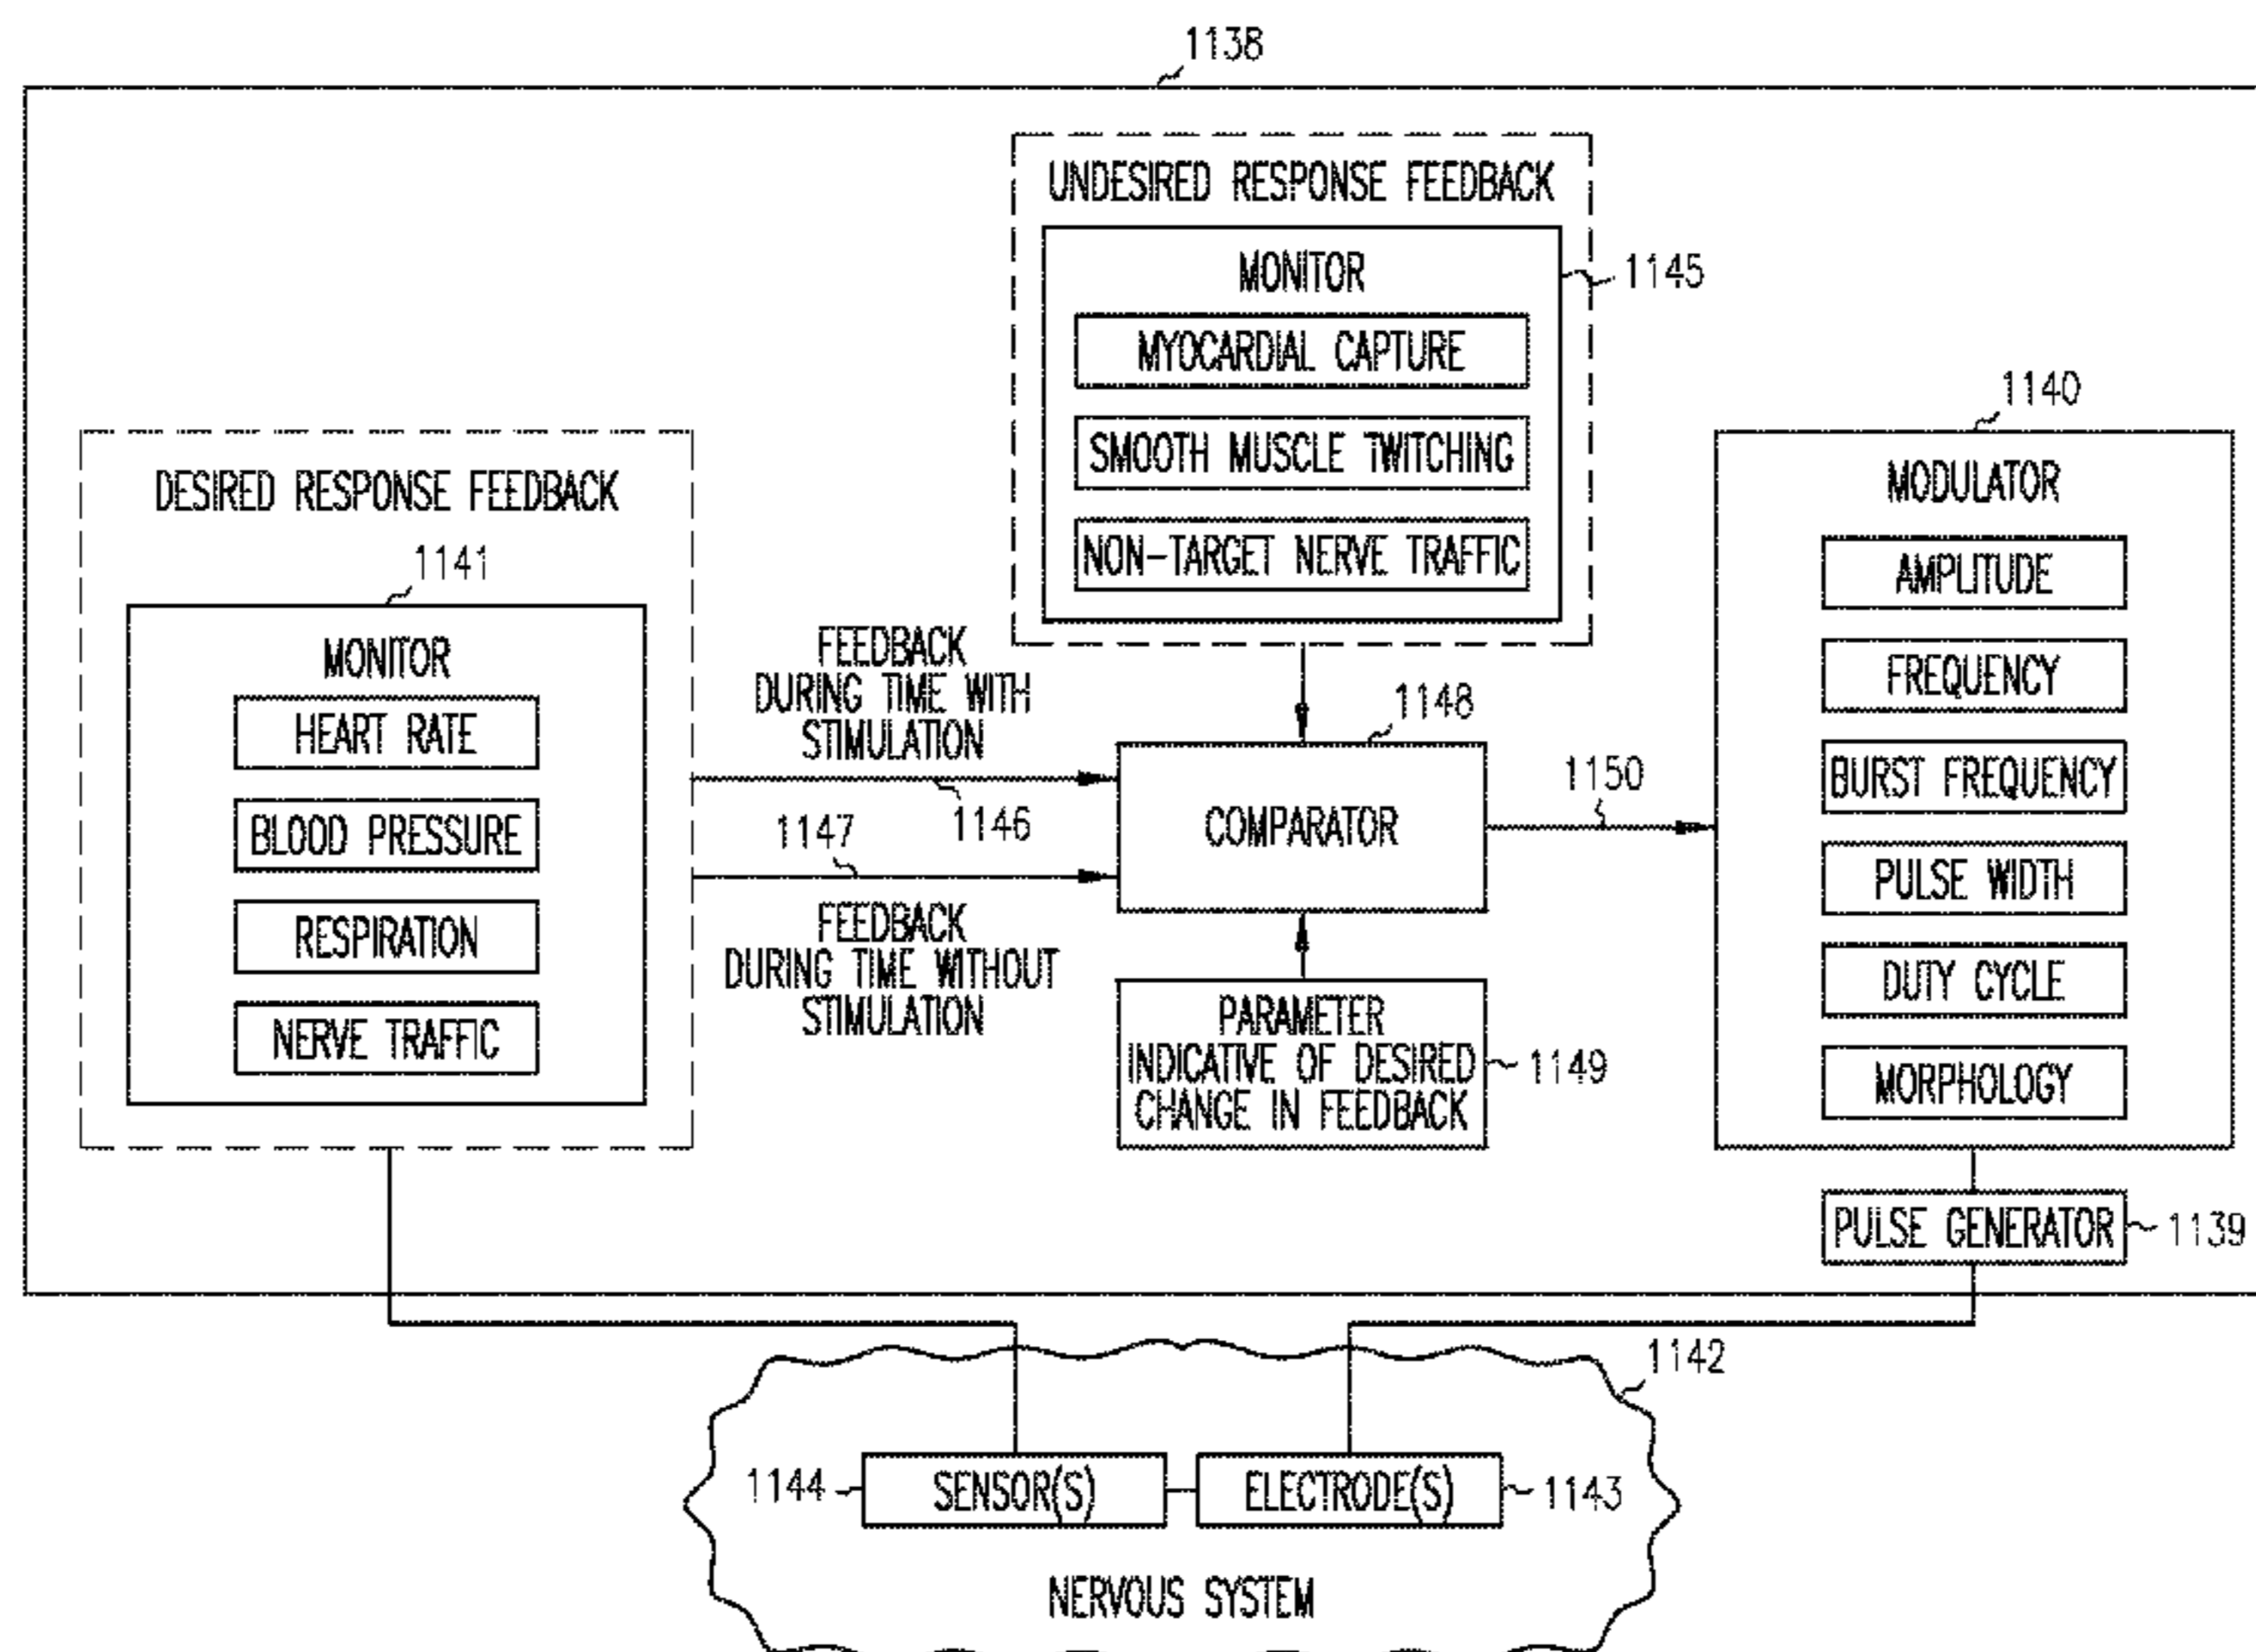 1138
UNDESIRED RESPONSE FEEDBACK
MONITOR
1145
MYOCARDIAL CAPTURE
SMOOTH MUSCLE TWITCHING
NON-TARGET NERVE TRAFFIC
DESIRED RESPONSE FEEDBACK
1141
MONITOR
HEART RATE
BLOOD PRESSURE
RESPIRATION
NERVE TRAFFIC
FEEDBACK
DURING TIME WITH
STIMULATION
1146
1147
FEEDBACK
DURING TIME WITHOUT
STIMULATION
1148
COMPARATOR
1150
PARAMETER
INDICATIVE OF DESIRED
CHANGE IN FEEDBACK
1149
1140
MODULATOR
AMPLITUDE
FREQUENCY
BURST FREQUENCY
PULSE WIDTH
DUTY CYCLE
MORPHOLOGY
PULSE GENERATOR
1139
1142
1144
SENSOR(S)
ELECTRODE(S)
1143
NERVOUS SYSTEM